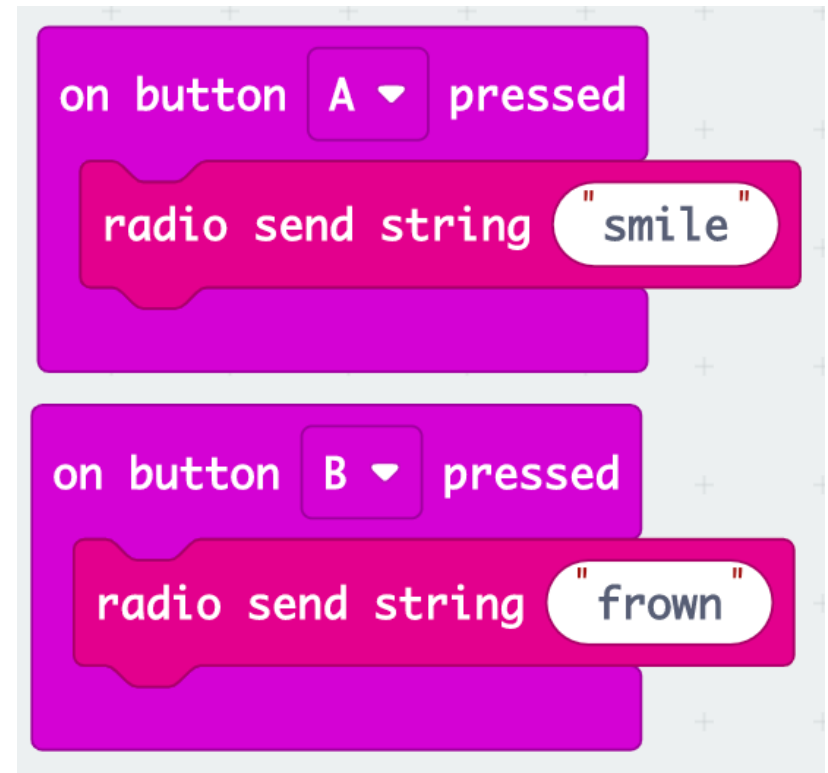 on button A pressed
radio send string "smile"
on button B pressed
radio send string "frown"